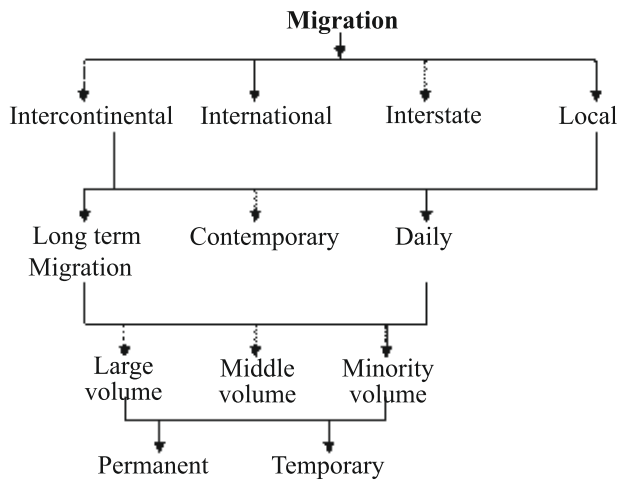 Migration
Intercontinental International Interstate Local
Long term Contemporary Daily
Migration
Large Middle Minority
volume volume volume
Permanent Temporary